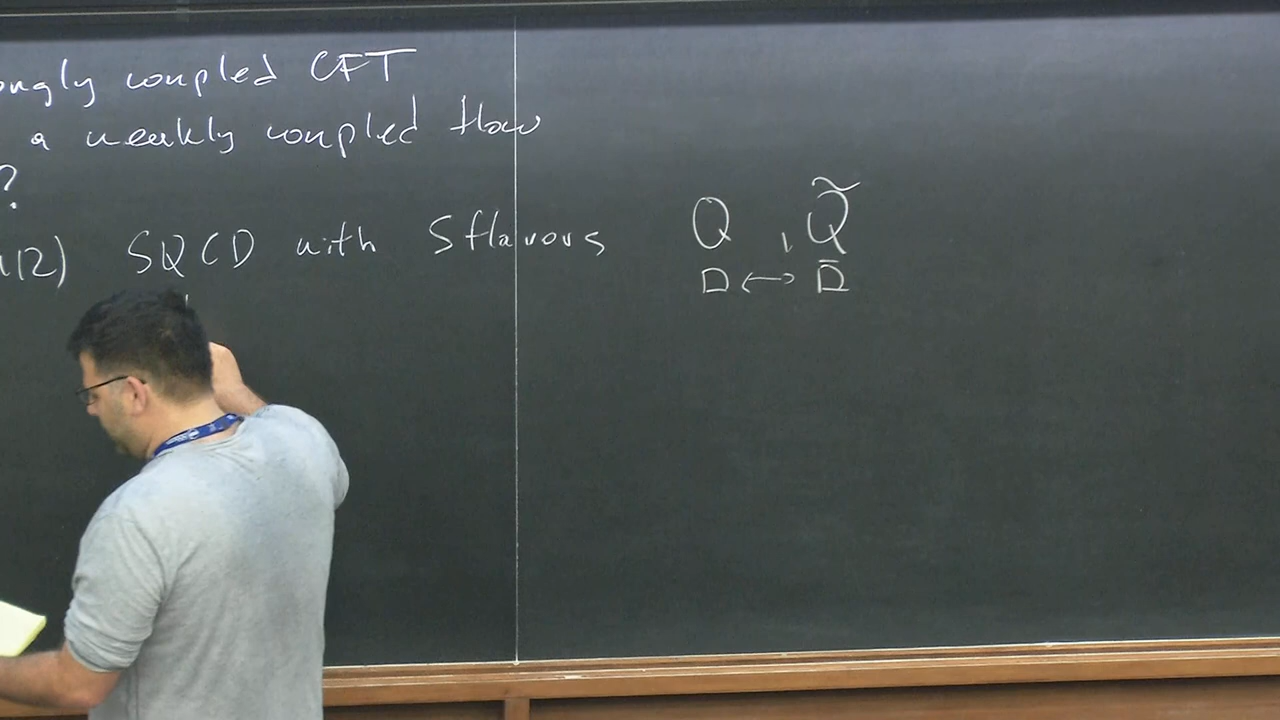 ongly coupled CFT
a weakly coupled flow
?
(2) SQCD with 5 flavors Q , Q̃
□ ↔ □̄